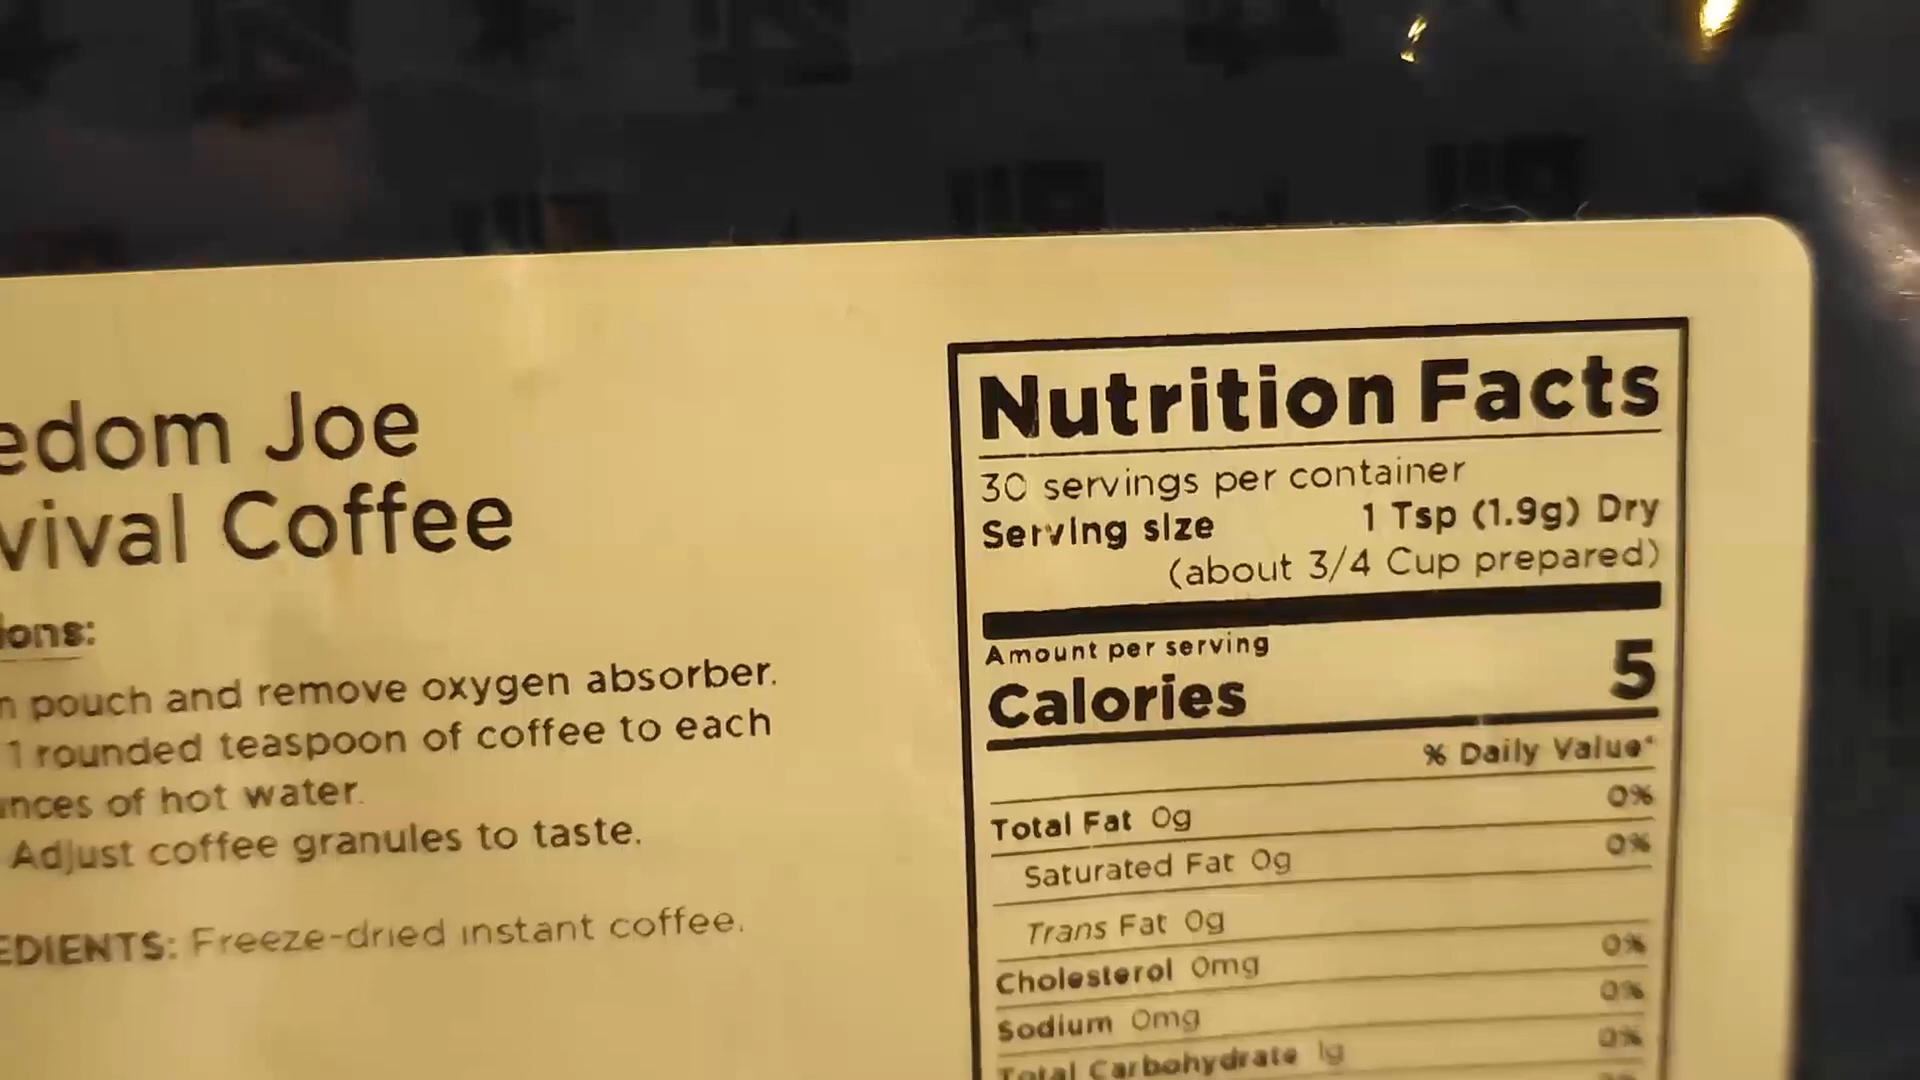 edom Joe
vival Coffee
ons:
n pouch and remove oxygen absorber.
1 rounded teaspoon of coffee to each
nces of hot water.
Adjust coffee granules to taste.
EDIENTS: Freeze-dried instant coffee.
Nutrition Facts
30 servings per container
Serving size 1 Tsp (1.9g) Dry
(about 3/4 Cup prepared)
Amount per serving
Calories 5
% Daily Value*
Total Fat 0g 0%
Saturated Fat 0g 0%
Trans Fat 0g
Cholesterol 0mg 0%
Sodium 0mg 0%
Total Carbohydrate 1g 0%